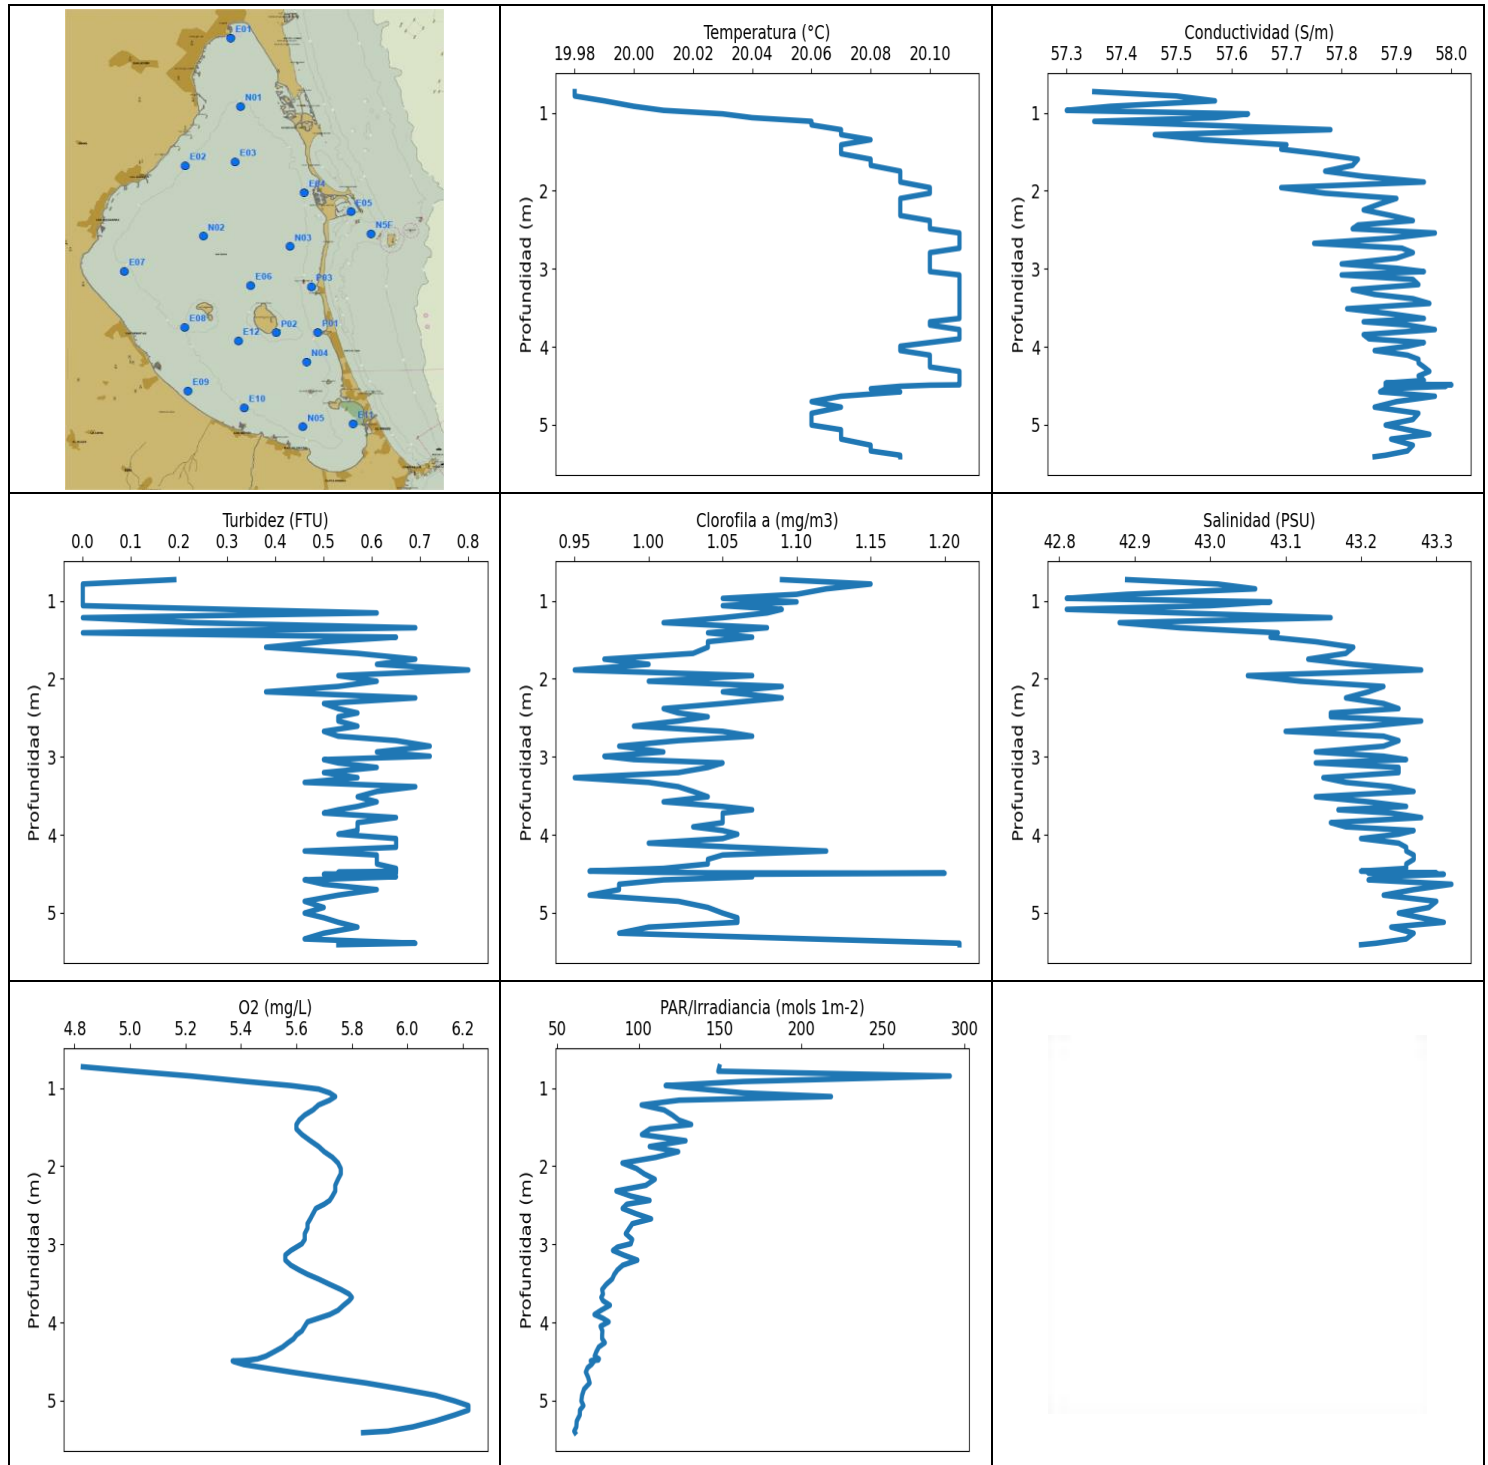 E01
N01
E02
E03
E04
E05
N5F
N02
N03
E07
E06
P03
E08
E12
P02
P01
N04
E09
E10
N05
E11
Temperatura (°C)
19.98 20.00 20.02 20.04 20.06 20.08 20.10
Profundidad (m)
1
2
3
4
5
Conductividad (S/m)
57.3 57.4 57.5 57.6 57.7 57.8 57.9 58.0
Profundidad (m)
1
2
3
4
5
Turbidez (FTU)
0.0 0.1 0.2 0.3 0.4 0.5 0.6 0.7 0.8
Profundidad (m)
1
2
3
4
5
Clorofila a (mg/m3)
0.95 1.00 1.05 1.10 1.15 1.20
Profundidad (m)
1
2
3
4
5
Salinidad (PSU)
42.8 42.9 43.0 43.1 43.2 43.3
Profundidad (m)
1
2
3
4
5
O2 (mg/L)
4.8 5.0 5.2 5.4 5.6 5.8 6.0 6.2
Profundidad (m)
1
2
3
4
5
PAR/Irradiancia (mols 1m-2)
50 100 150 200 250 300
Profundidad (m)
1
2
3
4
5